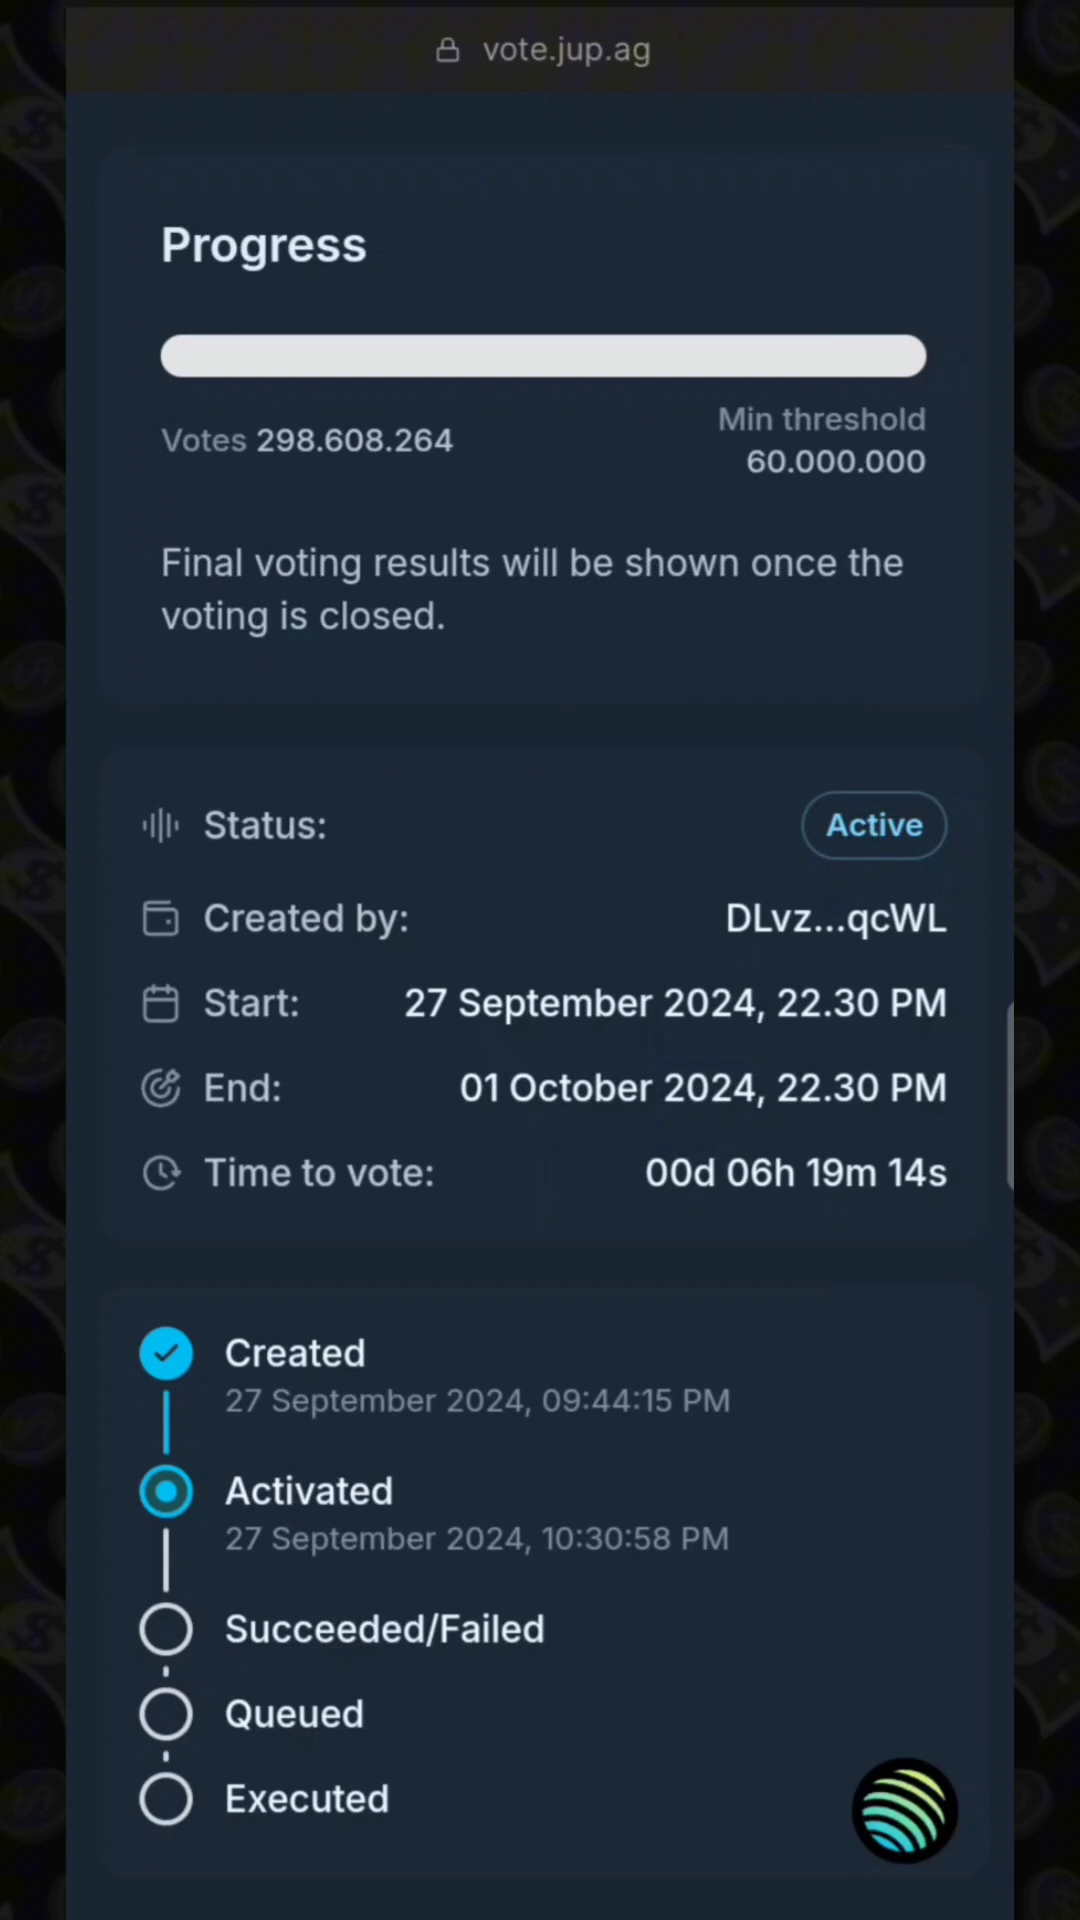 vote.jup.ag
Progress
Votes 298.608.264
Min threshold
60.000.000
Final voting results will be shown once the
voting is closed.
Status:
Active
Created by:
DLvz...qcWL
Start:
27 September 2024, 22.30 PM
End:
01 October 2024, 22.30 PM
Time to vote:
00d 06h 19m 14s
Created
27 September 2024, 09:44:15 PM
Activated
27 September 2024, 10:30:58 PM
Succeeded/Failed
Queued
Executed